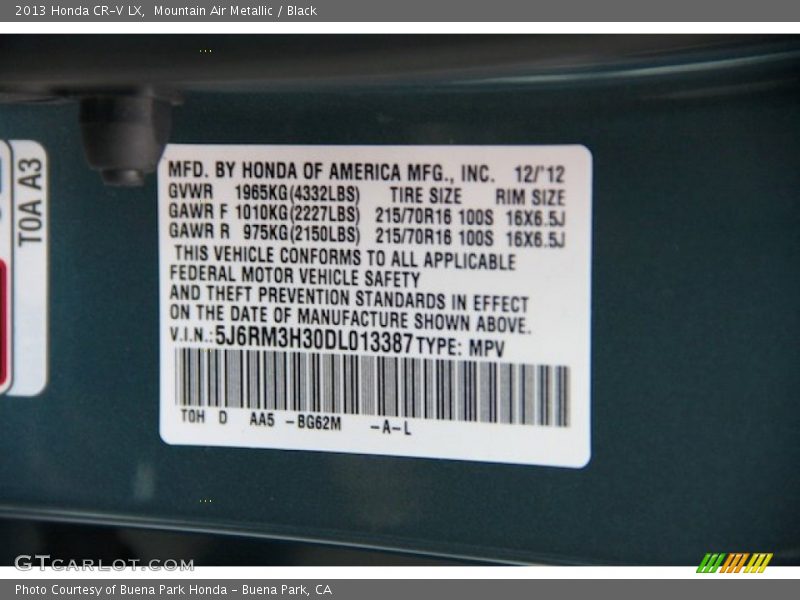 2013 Honda CR-V LX,  Mountain Air Metallic / Black
TOA A3
MFD. BY HONDA OF AMERICA MFG., INC. 12/'12
GVWR 1965KG(4332LBS) TIRE SIZE RIM SIZE
GAWR F 1010KG(2227LBS) 215/70R16 100S 16X6.5J
GAWR R 975KG(2150LBS) 215/70R16 100S 16X6.5J
THIS VEHICLE CONFORMS TO ALL APPLICABLE
FEDERAL MOTOR VEHICLE SAFETY
AND THEFT PREVENTION STANDARDS IN EFFECT
ON THE DATE OF MANUFACTURE SHOWN ABOVE.
V.I.N.:5J6RM3H30DL013387 TYPE: MPV
TOH D AA5 -BG62M -A-L
GTCARLOT.COM
Photo Courtesy of Buena Park Honda - Buena Park, CA